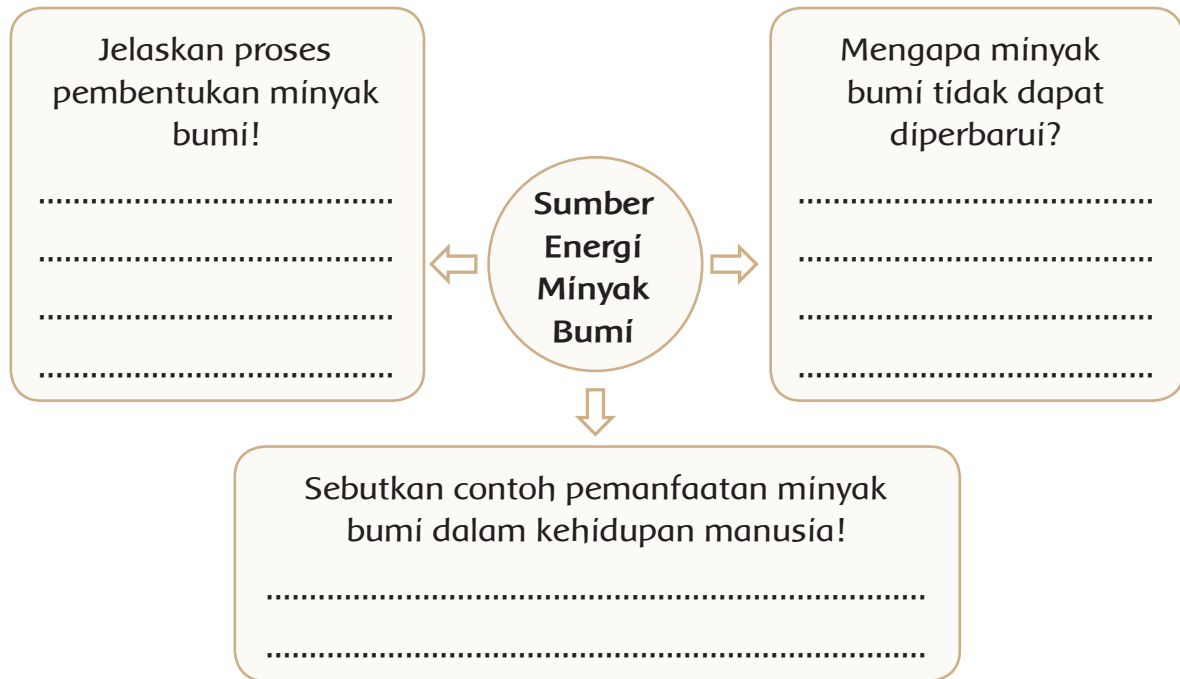 Jelaskan proses
pembentukan minyak
bumi!
..........................................
..........................................
..........................................
..........................................
Mengapa minyak
bumi tidak dapat
diperbarui?
..........................................
..........................................
..........................................
..........................................
Sumber
Energi
Minyak
Bumi
Sebutkan contoh pemanfaatan minyak
bumi dalam kehidupan manusia!
..............................................................................
..............................................................................